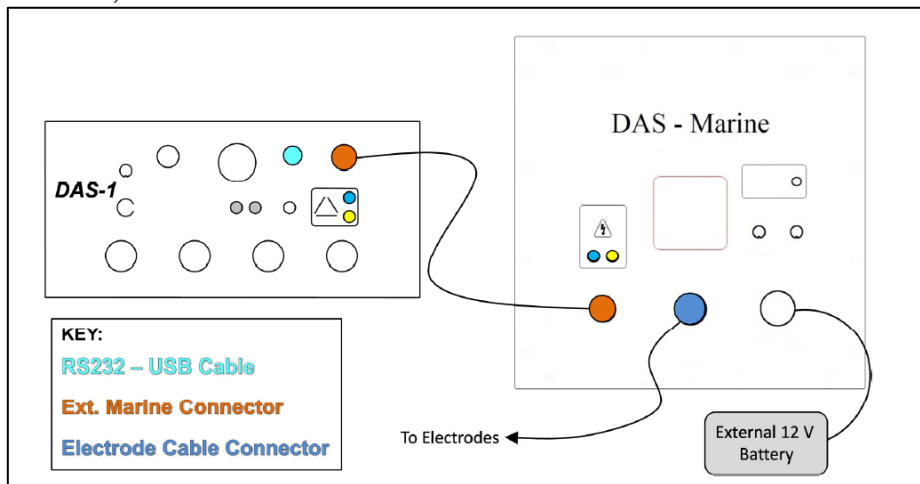 DAS - Marine
DAS-1
KEY:
RS232 – USB Cable
Ext. Marine Connector
Electrode Cable Connector
To Electrodes
External 12 V
Battery